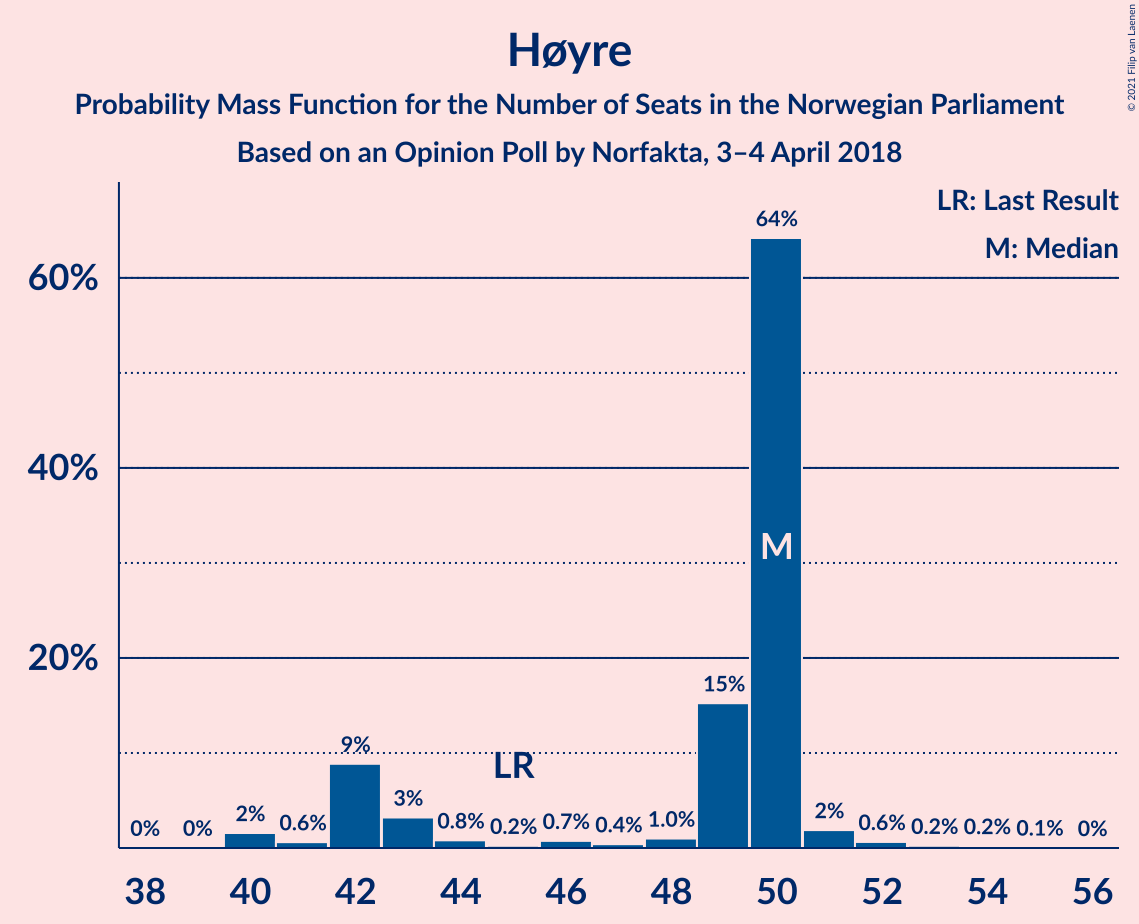 Høyre
Probability Mass Function for the Number of Seats in the Norwegian Parliament
Based on an Opinion Poll by Norfakta, 3–4 April 2018
© 2021 Filip van Laenen
LR: Last Result
M: Median
60%
40%
20%
0%
0%
2%
0.6%
9%
3%
0.8%
LR
0.2%
0.7%
0.4%
1.0%
15%
64%
M
2%
0.6%
0.2%
0.2%
0.1%
0%
38 40 42 44 46 48 50 52 54 56